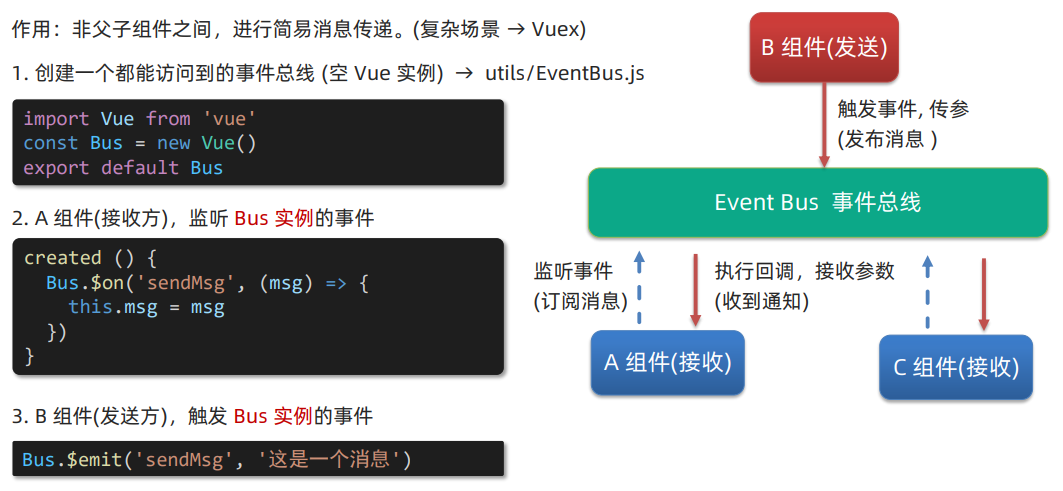 作用：非父子组件之间，进行简易消息传递。(复杂场景 → Vuex)
1. 创建一个都能访问到的事件总线 (空 Vue 实例) → utils/EventBus.js
import Vue from 'vue'
const Bus = new Vue()
export default Bus
2. A 组件(接收方)，监听 Bus 实例的事件
created () {
  Bus.$on('sendMsg', (msg) => {
    this.msg = msg
  })
}
3. B 组件(发送方)，触发 Bus 实例的事件
Bus.$emit('sendMsg', '这是一个消息')
B 组件(发送)
触发事件, 传参
(发布消息 )
Event Bus 事件总线
监听事件
(订阅消息)
执行回调，接收参数
(收到通知)
A 组件(接收)
C 组件(接收)